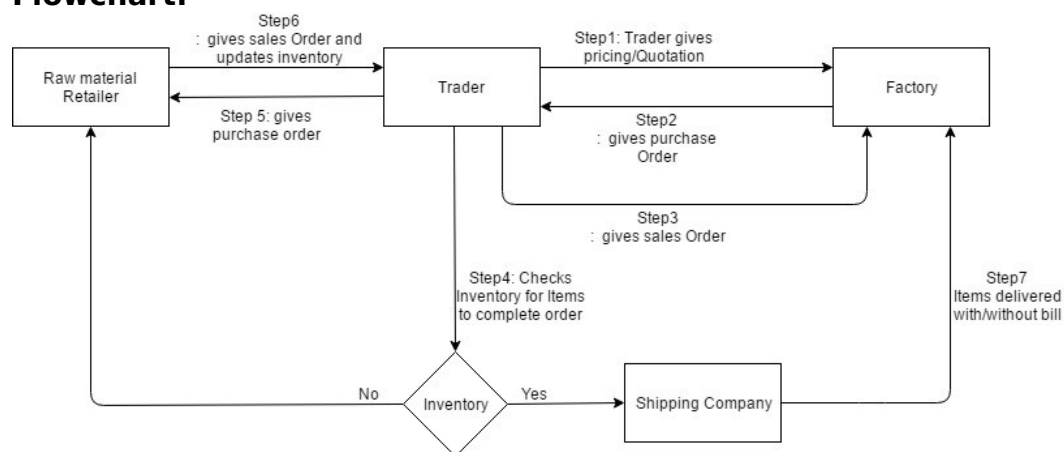 Flowchart:
Step6
: gives sales Order and
updates inventory
Step1: Trader gives
pricing/Quotation
Raw material
Retailer
Trader
Factory
Step 5: gives
purchase order
Step2
: gives purchase
Order
Step3
: gives sales Order
Step4: Checks
Inventory for Items
to complete order
Step7
Items delivered
with/without bill
No
Inventory
Yes
Shipping Company